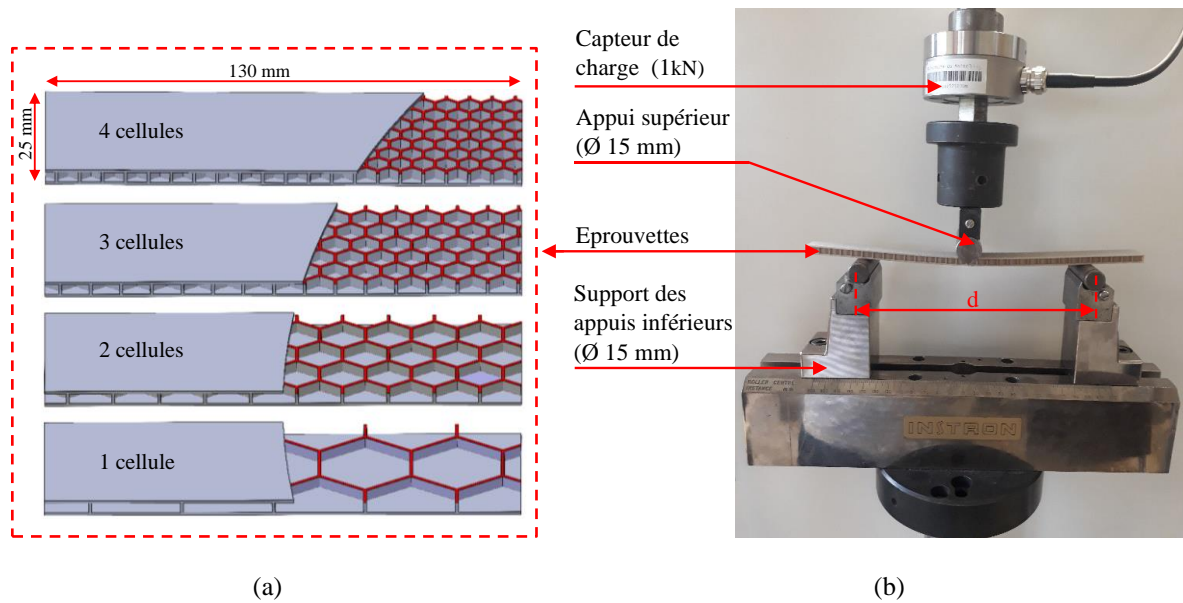 130 mm
25 mm
4 cellules
3 cellules
2 cellules
1 cellule
(a)
Capteur de
charge (1kN)
Appui supérieur
(Ø 15 mm)
Eprouvettes
Support des
appuis inférieurs
(Ø 15 mm)
d
INSTRON
(b)